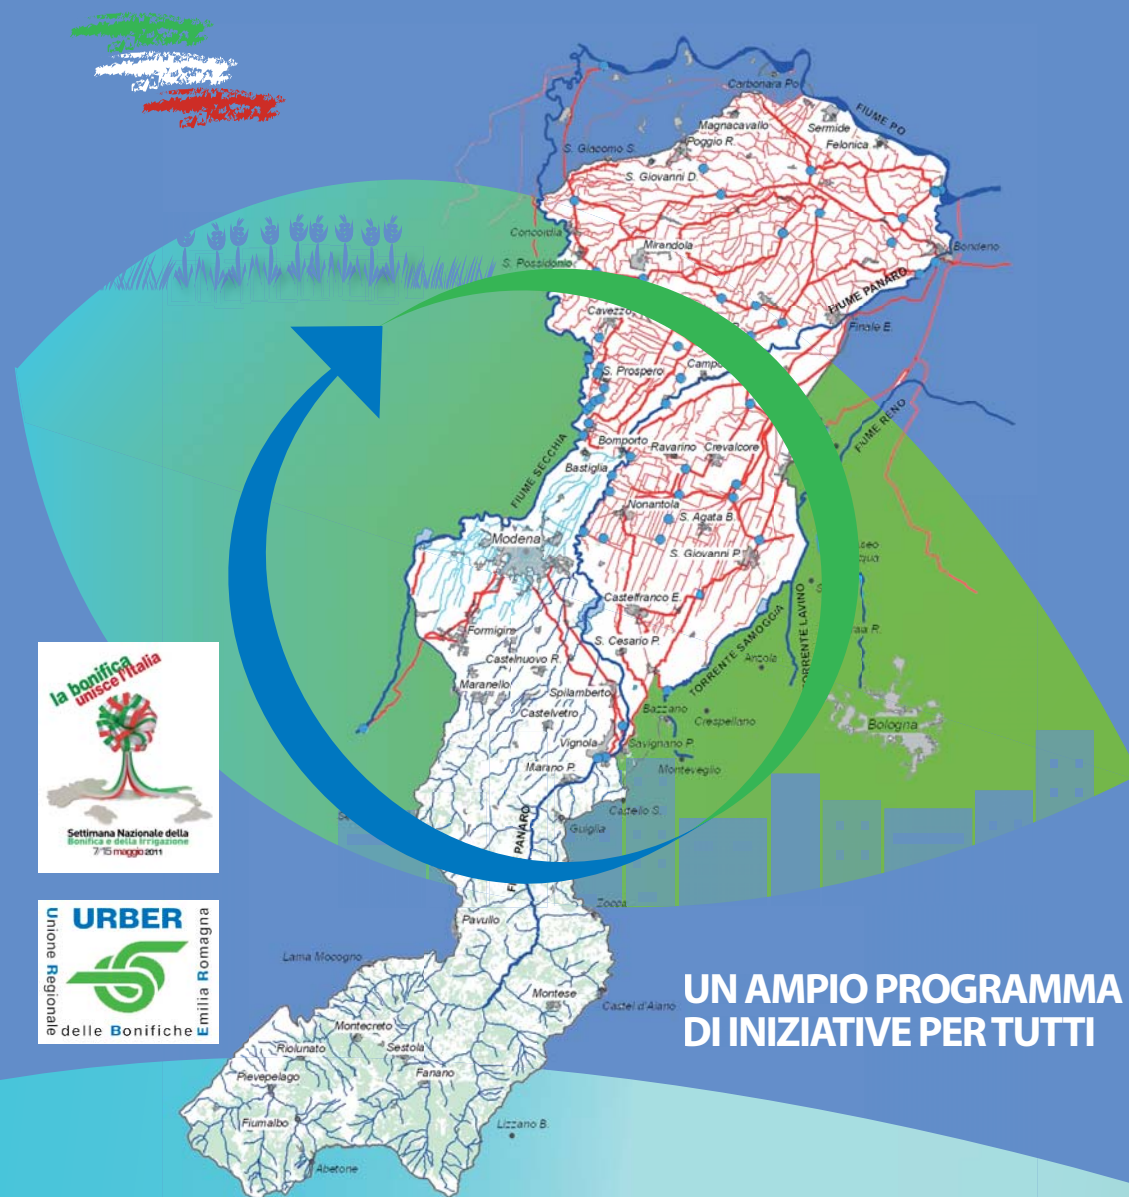 Carbonara Po
FIUME PO
Magnacavallo
Sermide
Poggio R.
Felonica
S. Giacomo S.
S. Giovanni D.
Concordia
Mirandola
Bondeno
S. Possidonio
FIUME PANARO
Cavezzo
Finale E.
S. Prospero
Campo
FIUME RENO
FIUME SECCHIA
Bomporto
Ravarino
Crevalcore
Bastiglia
Nonantola
S. Agata B.
Modena
S. Giovanni P.
Castelfranco E.
TORRENTE SAMOGGIA
TORRENTE LAVINO
Formigine
S. Cesario P.
Anzola
Castelnuovo R.
Maranello
Spilamberto
Bazzano
Crespellano
Castelvetro
Bologna
Vignola
Savignano P.
Marano P.
Monteveglio
Castello S.
Guiglia
PANARO
Zocca
Pavullo
Lama Mocogno
Montese
Castel d'Aiano
Montecreto
Riolunato
Sestola
Pievepelago
Fanano
Fiumalbo
Lizzano B.
Abetone
la bonifica
unisce l'Italia
Settimana Nazionale della
Bonifica e della Irrigazione
7/15 maggio 2011
URBER
Unione Regionale
delle Bonifiche
Emilia Romagna
UN AMPIO PROGRAMMA
DI INIZIATIVE PER TUTTI